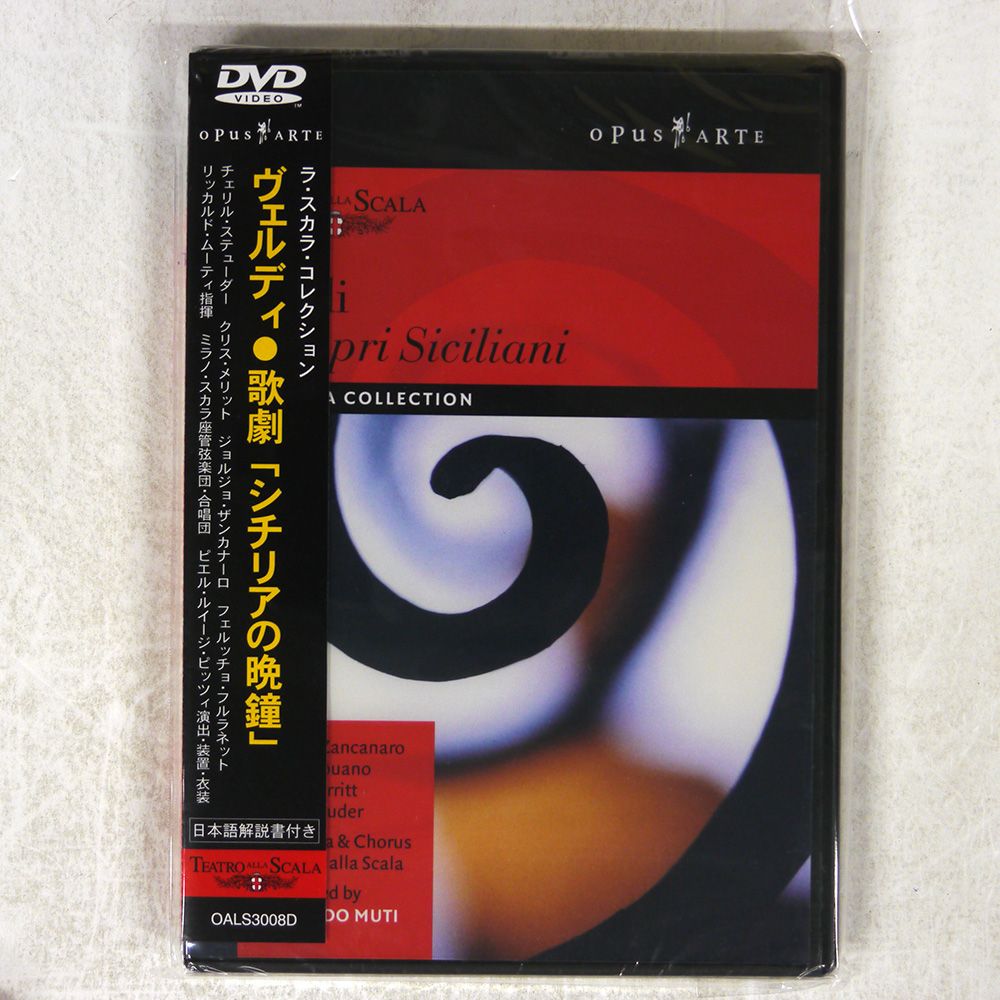 DVD
VIDEO
TM
OPUS ARTE
ラ・スカラ・コレクション
ヴェルディ●歌劇「シチリアの晩鐘」
チェリル・ステューダー クリス・メリット ジョルジョ・ザンカナーロ フェルッチョ・フルラネット
リッカルド・ムーティ指揮 ミラノ・スカラ座管弦楽団・合唱団 ピエル・ルイージ・ピッツィ演出・装置・衣装
日本語解説書付き
TEATRO ALLA SCALA
OALS3008D
OPUS ARTE
LLA SCALA
di
pri Siciliani
A COLLECTION
Zancanaro
puano
rritt
uder
a & Chorus
alla Scala
ed by
DO MUTI